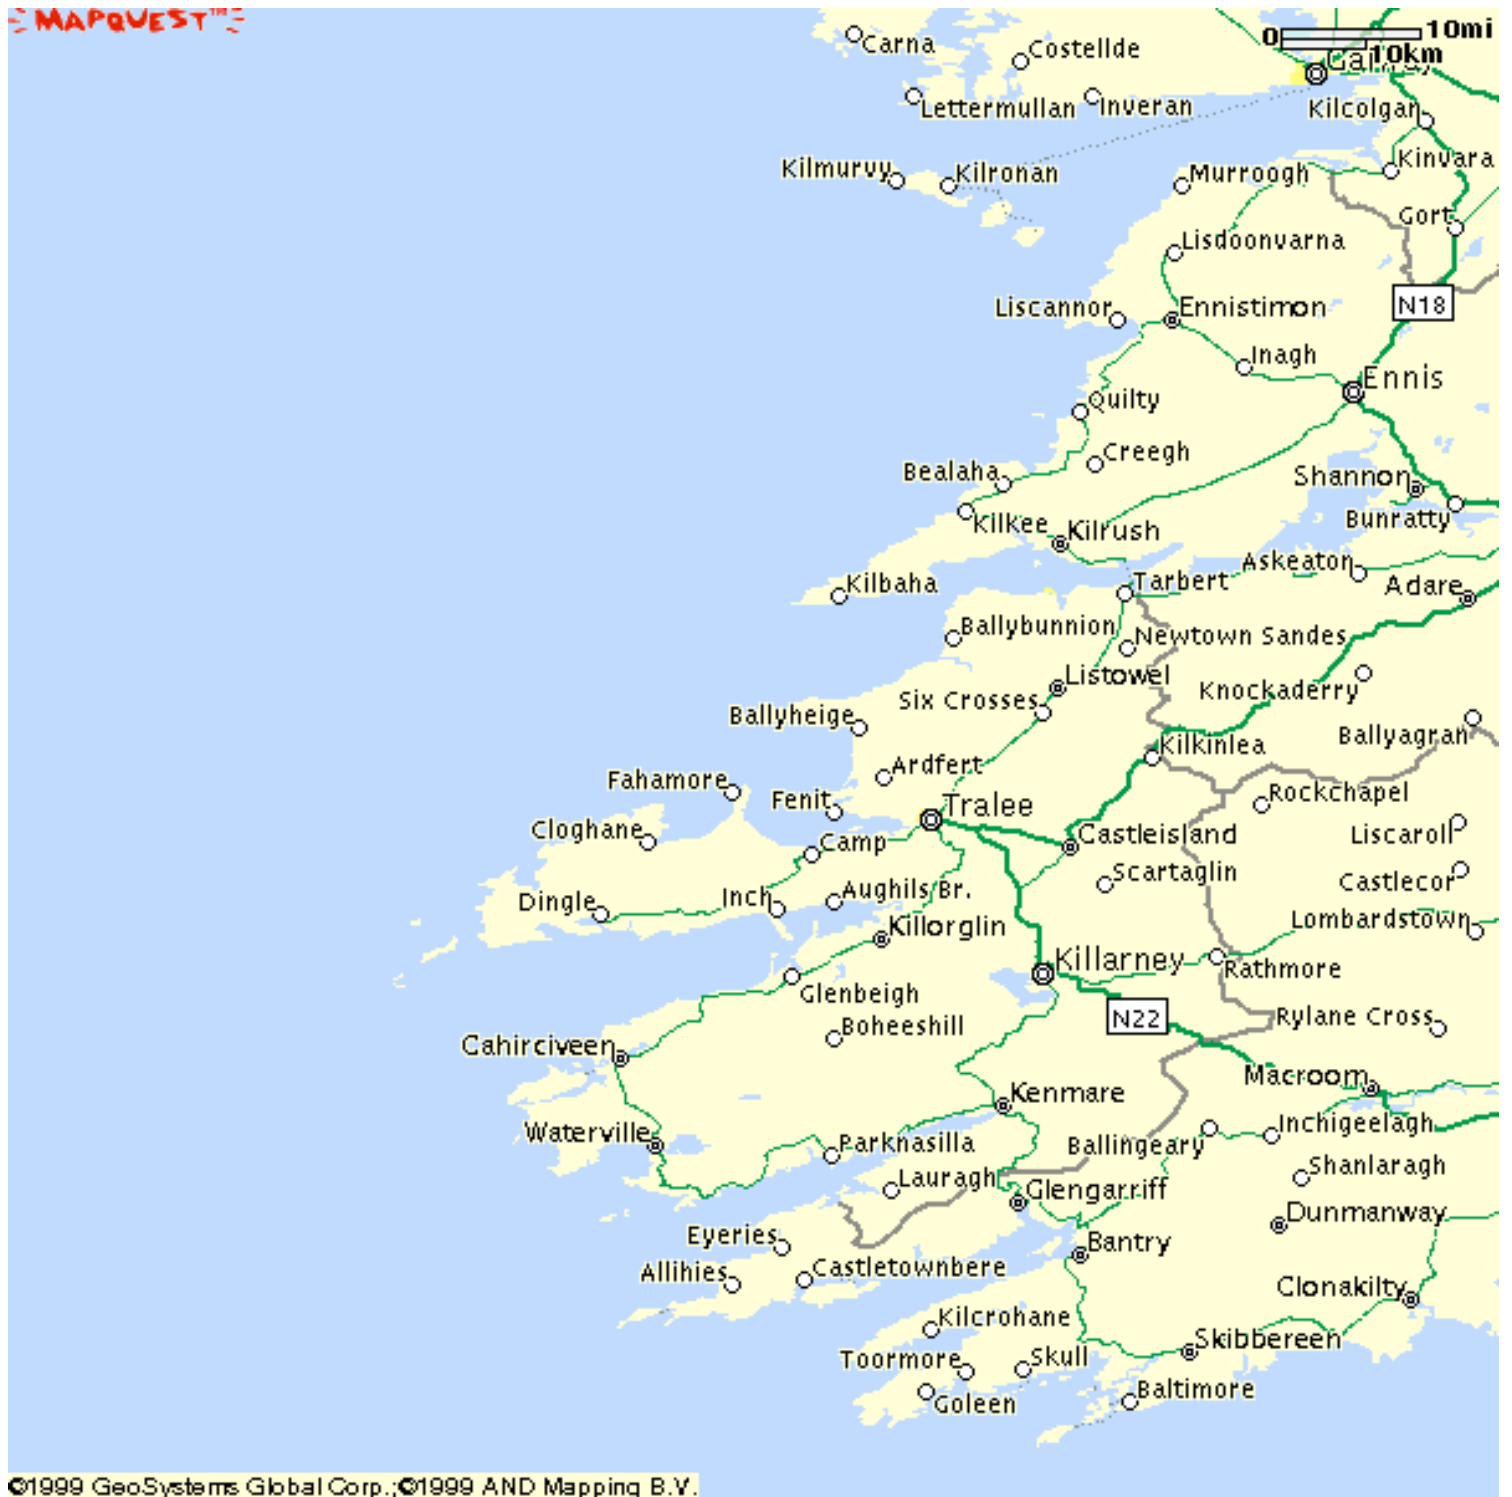 MAPQUEST™
0 10mi
10km
Carna
Costellde
Galway
Lettermullan
Inveran
Kilcolgan
Kilmurvy
Kilronan
Murroogh
Kinvara
Gort
Lisdoonvarna
Liscannor
Ennistimon
N18
Inagh
Ennis
Quilty
Creegh
Bealaha
Shannon
Kilkee
Kilrush
Bunratty
Askeaton
Kilbaha
Tarbert
Adare
Ballybunnion
Newtown Sandes
Listowel
Six Crosses
Knockaderry
Ballyheige
Kilkinlea
Ballyagran
Ardfert
Fahamore
Fenit
Tralee
Rockchapel
Cloghane
Camp
Castleisland
Liscaroll
Scartaglin
Castlecor
Dingle
Inch
Aughils Br.
Lombardstown
Killorglin
Killarney
Rathmore
Glenbeigh
N22
Rylane Cross
Boheeshill
Cahirciveen
Macroom
Kenmare
Waterville
Parknasilla
Ballingeary
Inchigeelagh
Lauragh
Shanlaragh
Glengarriff
Dunmanway
Eyeries
Bantry
Allihies
Castletownbere
Clonakilty
Kilcrohane
Skibbereen
Toormore
Skull
Goleen
Baltimore
©1999 GeoSystems Global Corp.;©1999 AND Mapping B.V.